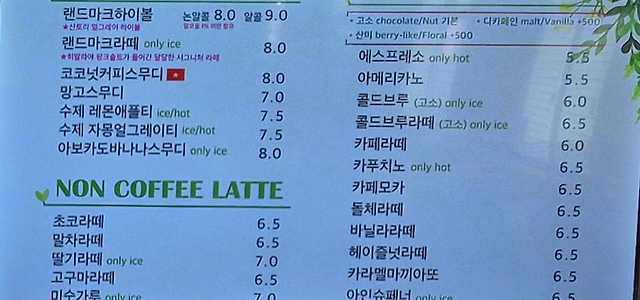 랜드마크하이볼 논알콜 8.0 알콜 9.0
★산토리 얼그레이 하이볼
랜드마크라떼 only ice 8.0
★히말라야 핑크솔트가 들어간 달달한 시그니처 라떼
코코넛커피스무디 8.0
망고스무디 7.0
수제 레몬애플티 ice/hot 7.5
수제 자몽얼그레이티 ice/hot 7.5
아보카도바나나스무디 only ice 8.0
NON COFFEE LATTE
초코라떼 6.5
말차라떼 6.5
딸기라떼 only ice 7.0
고구마라떼 6.5
미숫가루 only ice 7.0
• 고소 chocolate/Nut 기본 • 다카페인 malt/Vanilla +500
• 산미 berry-like/Floral +500
에스프레소 only hot 5.5
아메리카노 5.5
콜드브루 (고소) only ice 6.0
콜드브루라떼 (고소) only ice 6.5
카페라떼 6.0
카푸치노 only hot 6.5
카페모카 6.5
돌체라떼 6.5
바닐라라떼 6.5
헤이즐넛라떼 6.5
카라멜마끼아또 6.5
아인슈페너 only ice 6.5